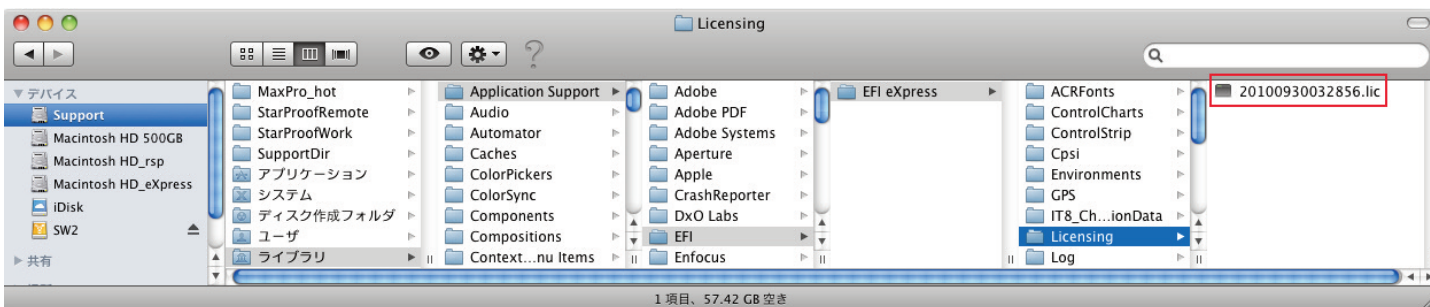 Licensing
デバイス
Support
Macintosh HD 500GB
Macintosh HD_rsp
Macintosh HD_eXpress
iDisk
SW2
共有
MaxPro_hot
StarProofRemote
StarProofWork
SupportDir
アプリケーション
システム
ディスク作成フォルダ
ユーザ
ライブラリ
Application Support
Audio
Automator
Caches
ColorPickers
ColorSync
Components
Compositions
Context...nu Items
Adobe
Adobe PDF
Adobe Systems
Aperture
Apple
CrashReporter
DxO Labs
EFI
Enfocus
EFI eXpress
ACRFonts
ControlCharts
ControlStrip
Cpsi
Environments
GPS
IT8_Ch...ionData
Licensing
Log
20100930032856.lic
1 項目、57.42 GB 空き